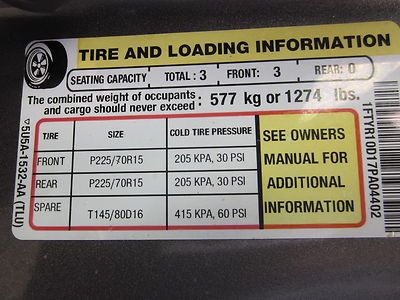 TIRE AND LOADING INFORMATION
SEATING CAPACITY TOTAL : 3 FRONT: 3 REAR: 0
The combined weight of occupants and cargo should never exceed : 577 kg or 1274 lbs.
TIRE SIZE COLD TIRE PRESSURE
FRONT P225/70R15 205 KPA, 30 PSI
REAR P225/70R15 205 KPA, 30 PSI
SPARE T145/80D16 415 KPA, 60 PSI
SEE OWNERS
MANUAL FOR
ADDITIONAL
INFORMATION
5U5A-1532-AA (TLU)
1FTYR10D17PA04402